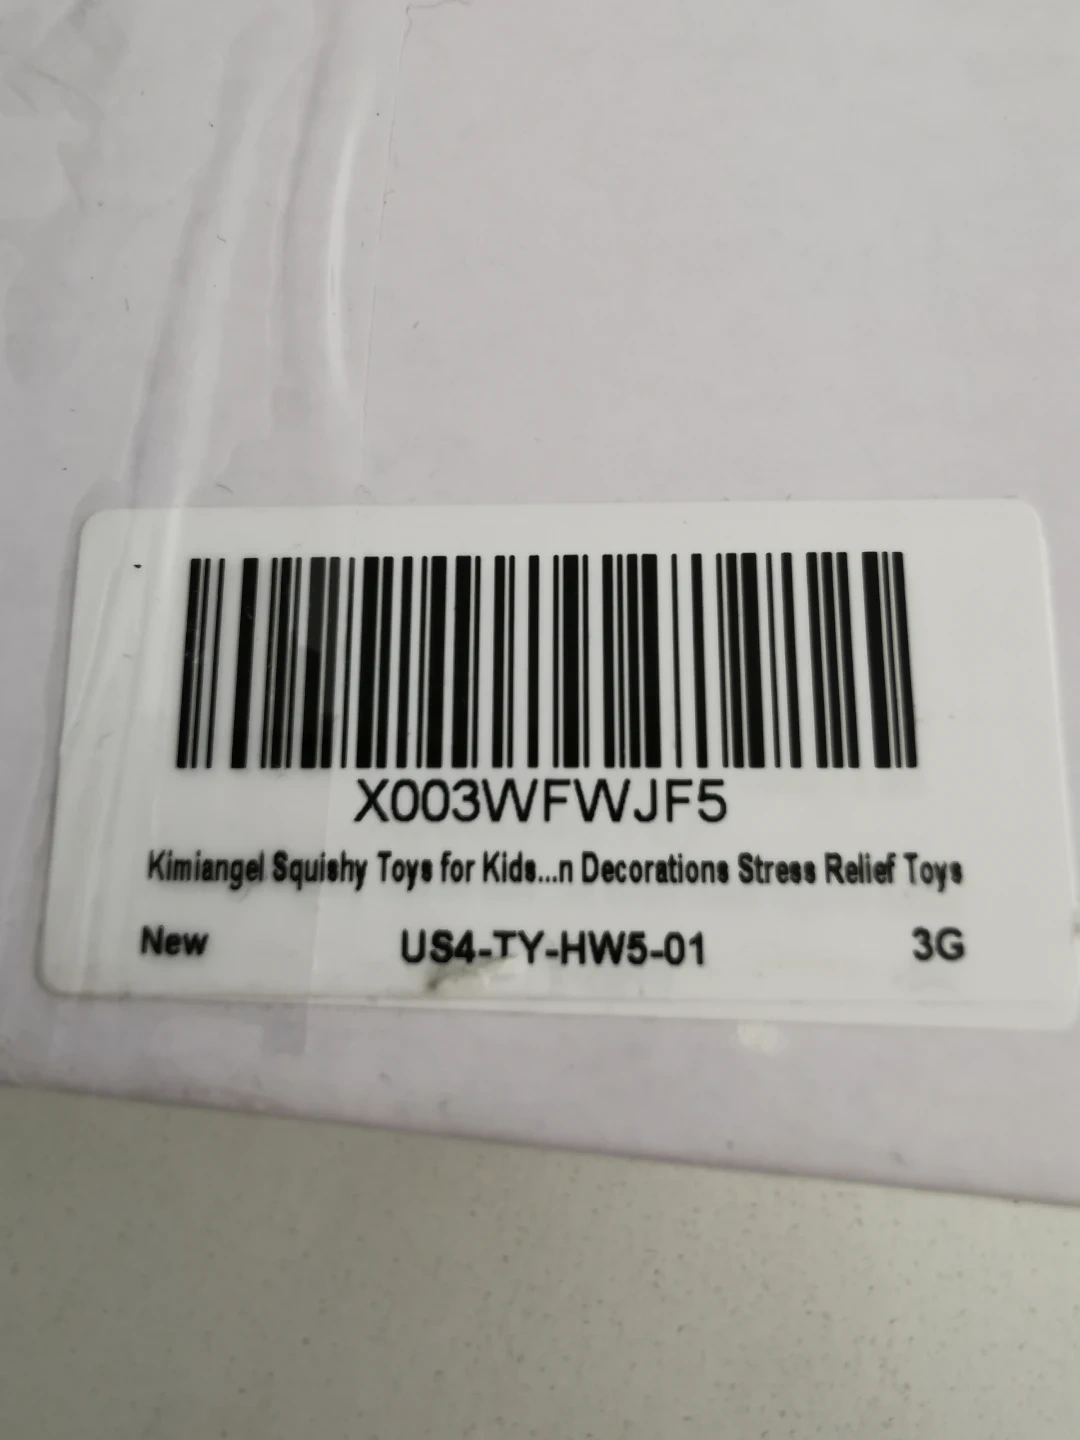 X003WFWJF5
Kimiangel Squishy Toys for Kids...n Decorations Stress Relief Toys
New US4-TY-HW5-01 3G